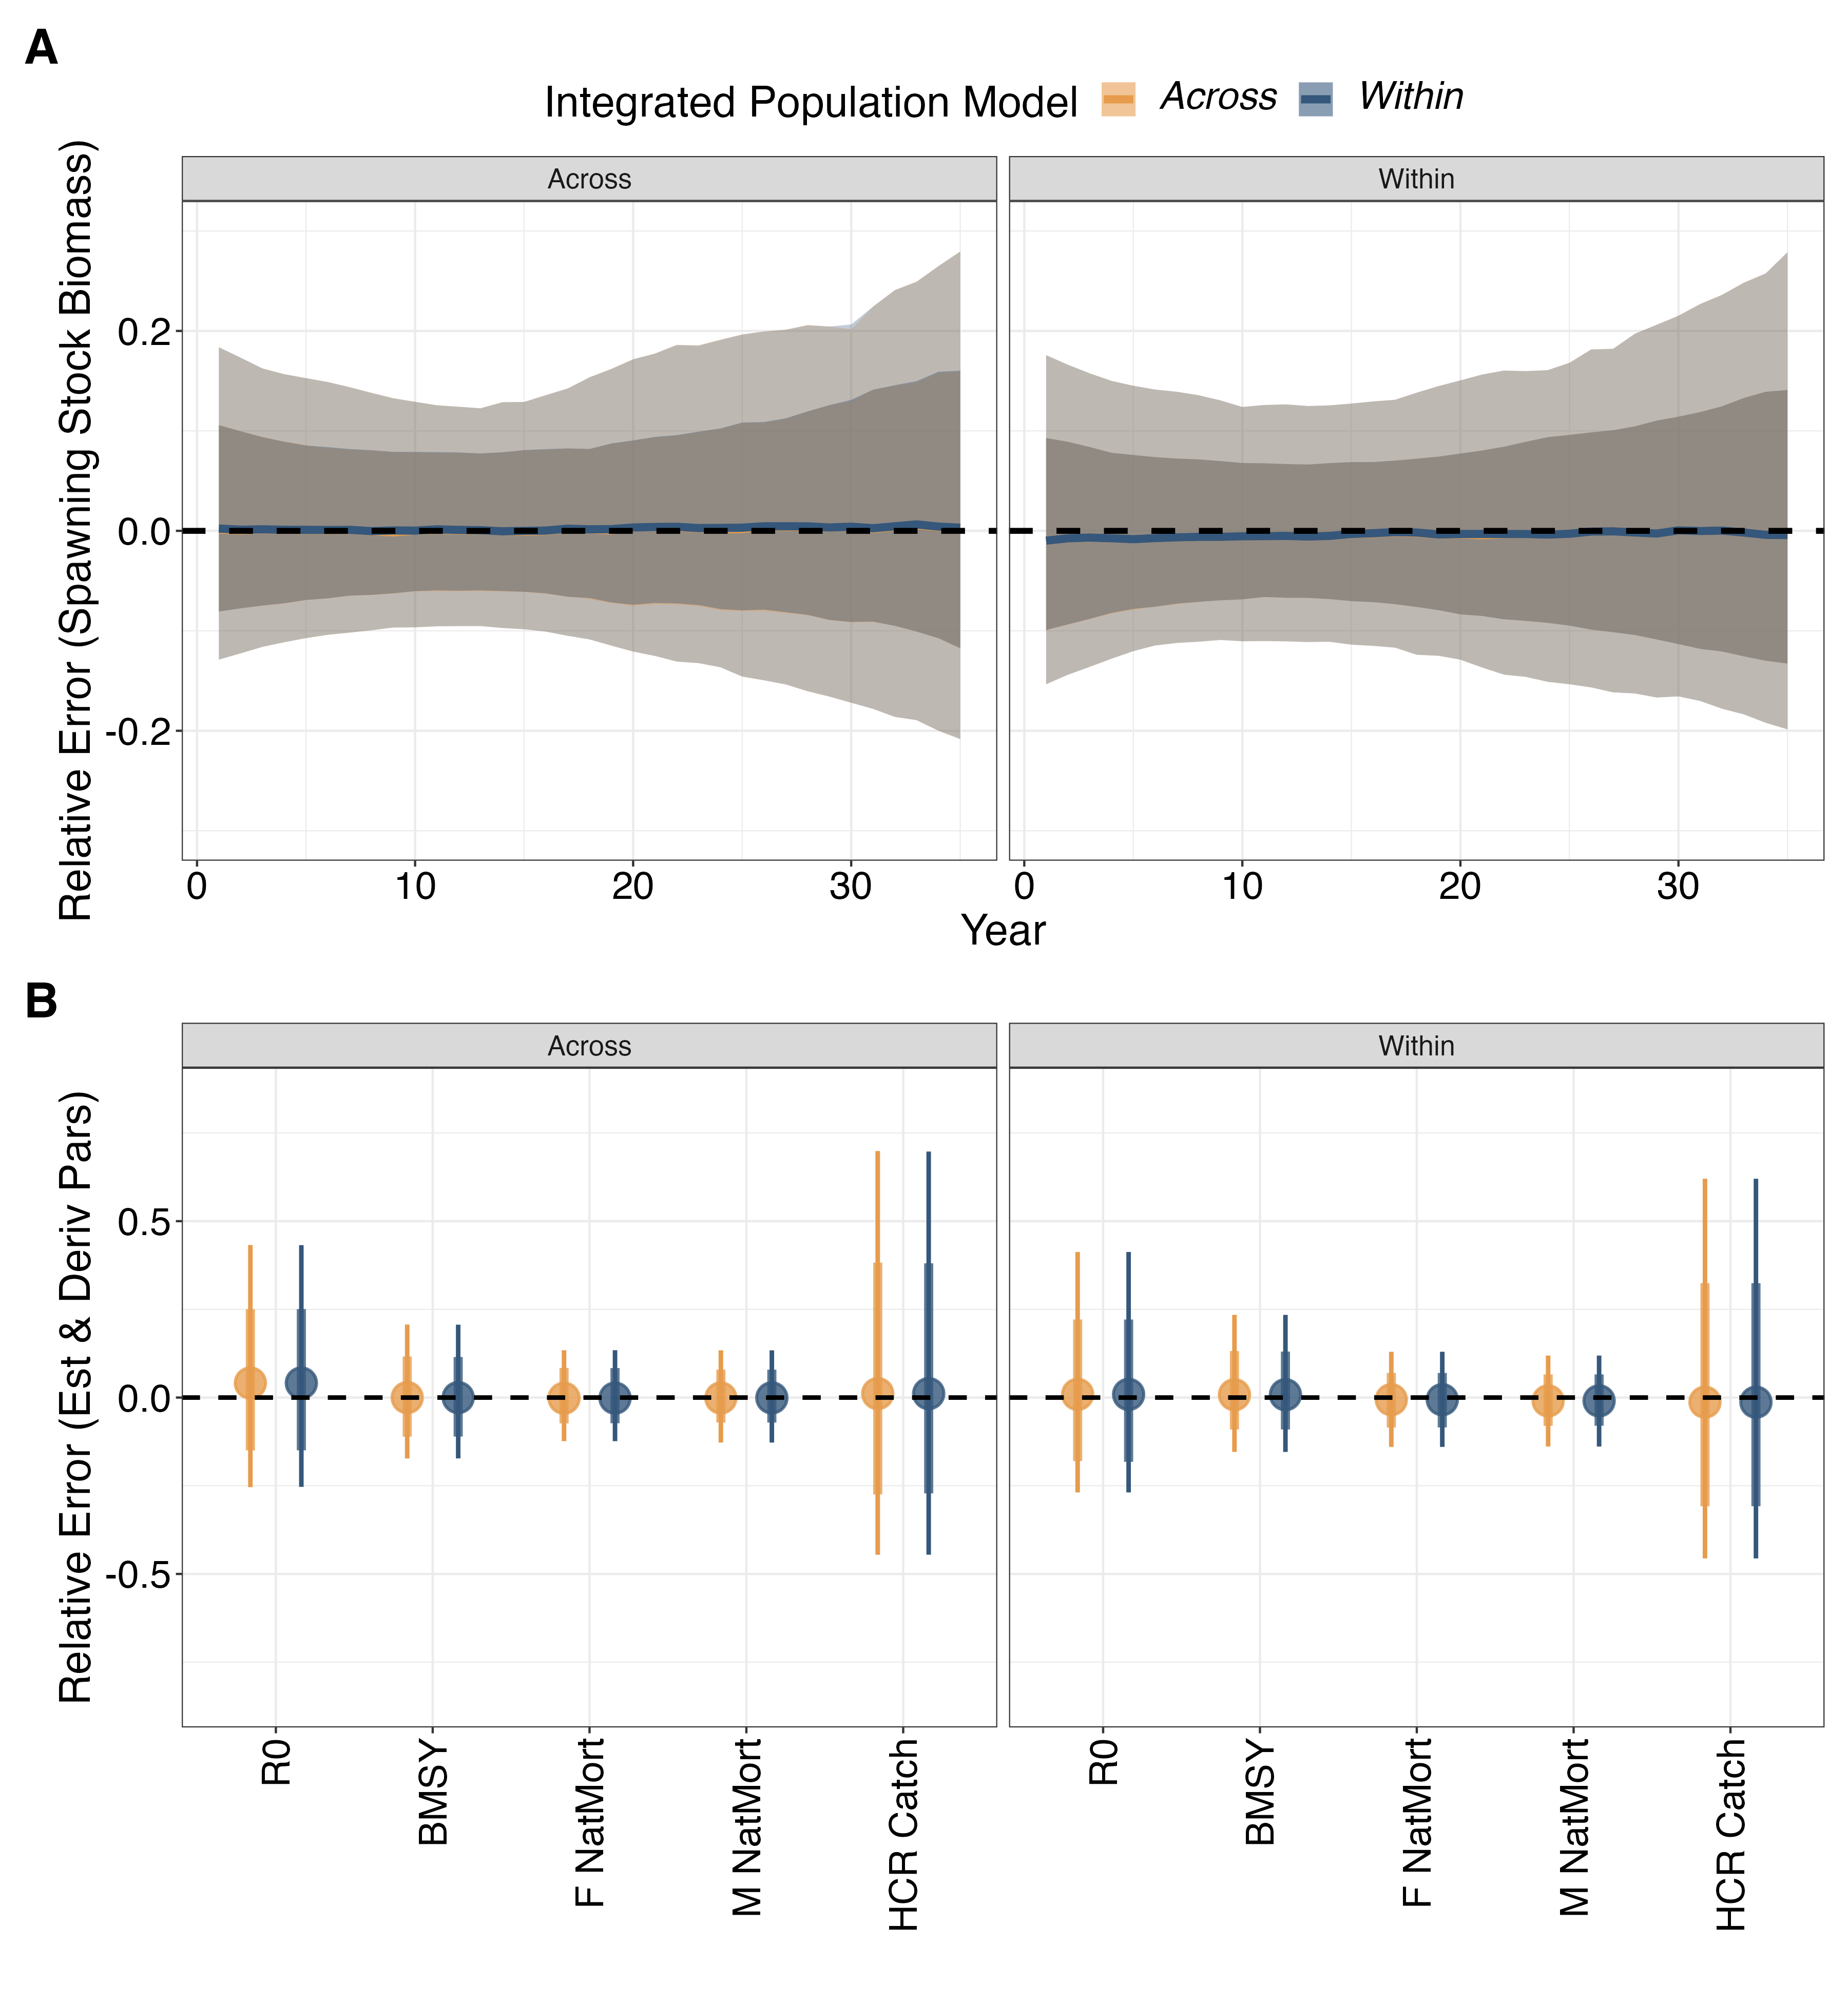 A
Integrated Population Model Across Within
Relative Error (Spawning Stock Biomass)
Across Within
0.2
0.0
-0.2
0 10 20 30 0 10 20 30
Year
B
Relative Error (Est & Deriv Pars)
Across Within
0.5
0.0
-0.5
R0 BMSY F NatMort M NatMort HCR Catch R0 BMSY F NatMort M NatMort HCR Catch